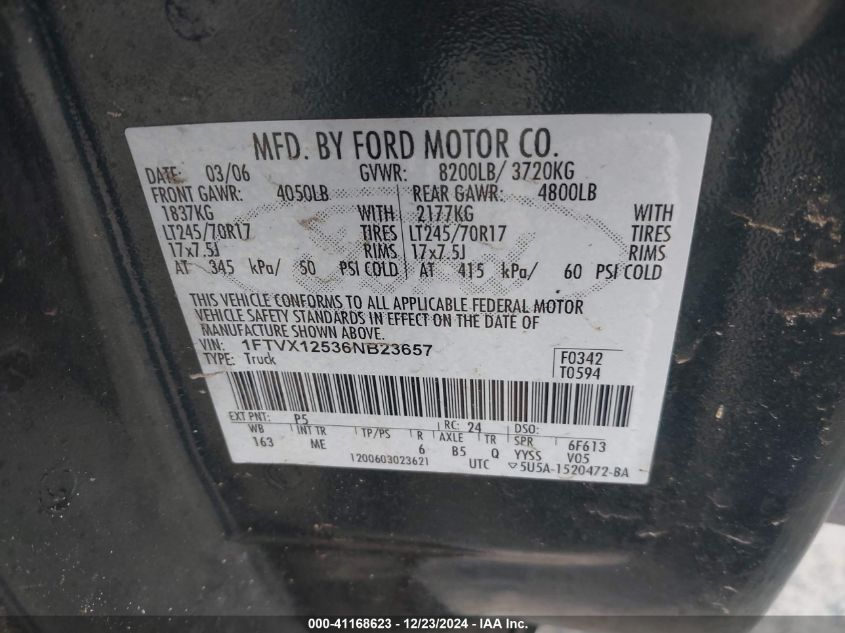 MFD. BY FORD MOTOR CO.
DATE: 03/06 GVWR: 8200LB/ 3720KG
FRONT GAWR: 4050LB REAR GAWR: 4800LB
1837KG WITH 2177KG WITH
LT245/70R17 TIRES LT245/70R17 TIRES
17x7.5J RIMS 17x7.5J RIMS
AT 345 kPa/ 50 PSI COLD AT 415 kPa/ 60 PSI COLD
THIS VEHICLE CONFORMS TO ALL APPLICABLE FEDERAL MOTOR
VEHICLE SAFETY STANDARDS IN EFFECT ON THE DATE OF
MANUFACTURE SHOWN ABOVE.
VIN: 1FTVX12536NB23657 F0342
TYPE: Truck T0594
EXT PNT: P5 RC: 24 DSO:
WB INT TR TP/PS R AXLE TR SPR 6F613
163 ME 6 B5 Q YYSS V05
1200603023621 UTC ▽5U5A-1520472-BA
000-41168623 - 12/23/2024 - IAAI.com